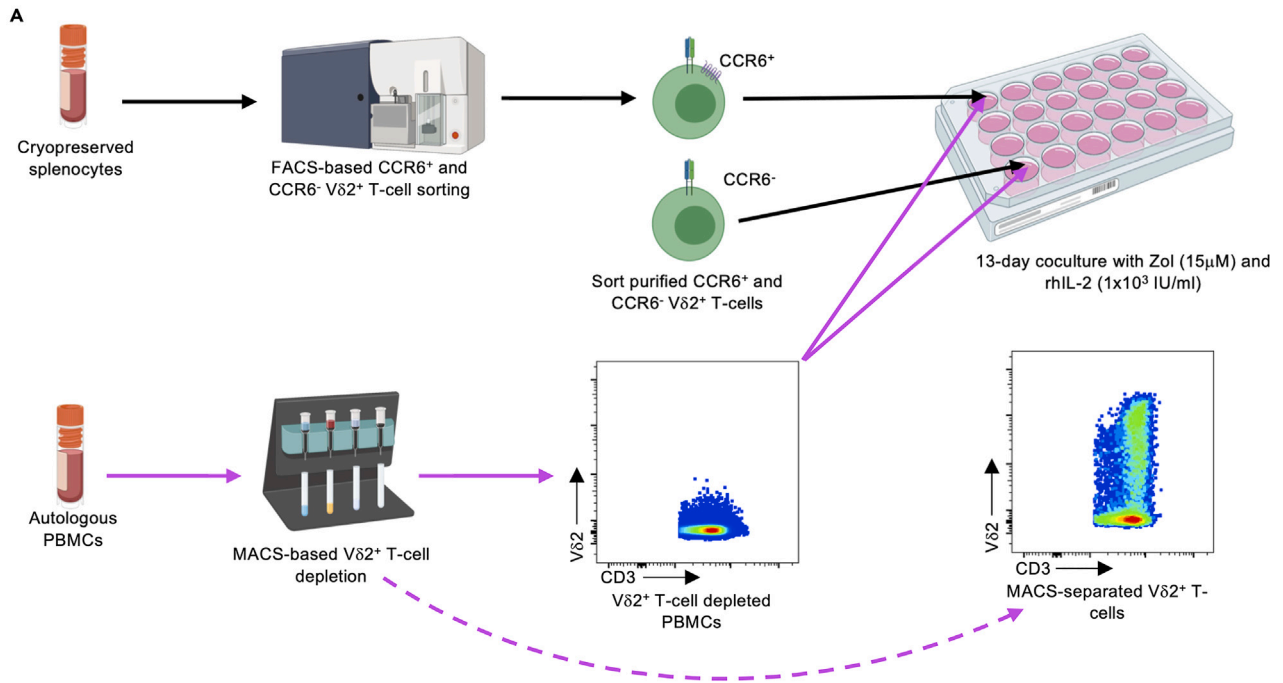 A
Cryopreserved
splenocytes
FACS-based CCR6⁺ and
CCR6⁻ Vδ2⁺ T-cell sorting
CCR6⁺
CCR6⁻
Sort purified CCR6⁺ and
CCR6⁻ Vδ2⁺ T-cells
13-day coculture with Zol (15μM) and
rhIL-2 (1x10³ IU/ml)
Autologous
PBMCs
MACS-based Vδ2⁺ T-cell
depletion
Vδ2
CD3
Vδ2⁺ T-cell depleted
PBMCs
Vδ2
CD3
MACS-separated Vδ2⁺ T-
cells